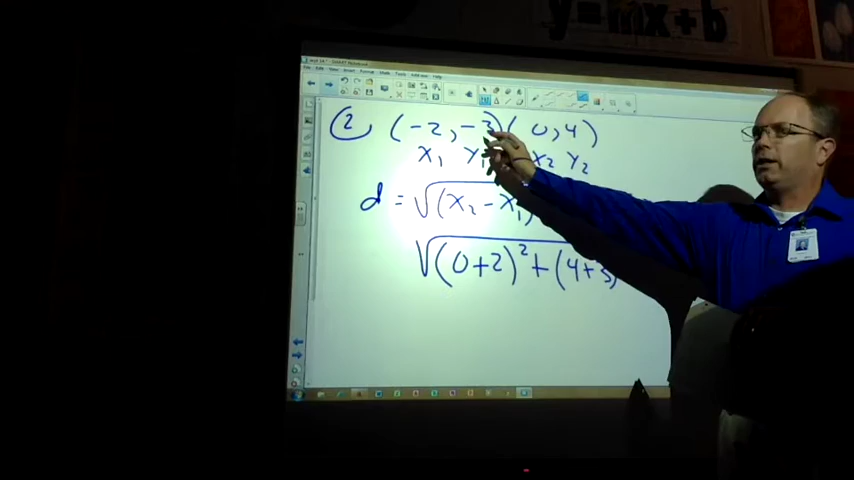 y = mx + b
② (-2, -3) ( 0, 4 )
x₁ y₁ x₂ y₂
d = √(x₂ - x₁)
√(0+2)² + (4+3)